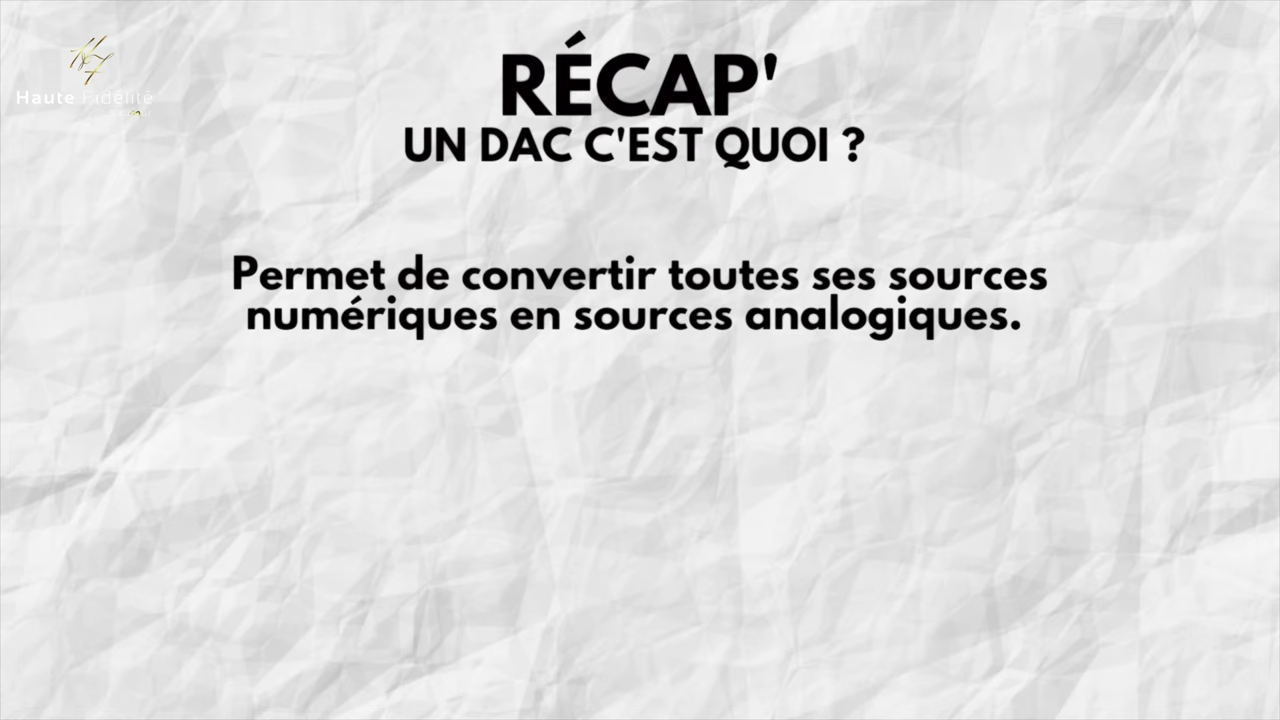 Haute Fidélité
RÉCAP'
UN DAC C'EST QUOI ?
Permet de convertir toutes ses sources
numériques en sources analogiques.